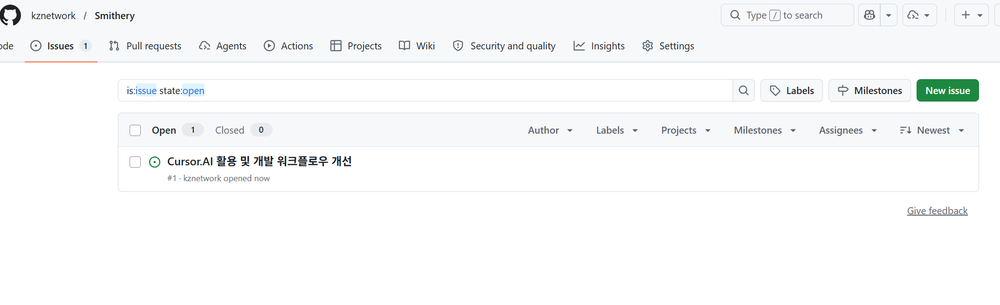 kznetwork / Smithery
Type / to search
ode
Issues 1
Pull requests
Agents
Actions
Projects
Wiki
Security and quality
Insights
Settings
is:issue state:open
Labels
Milestones
New issue
Open 1
Closed 0
Author
Labels
Projects
Milestones
Assignees
Newest
Cursor.AI 활용 및 개발 워크플로우 개선
#1 · kznetwork opened now
Give feedback